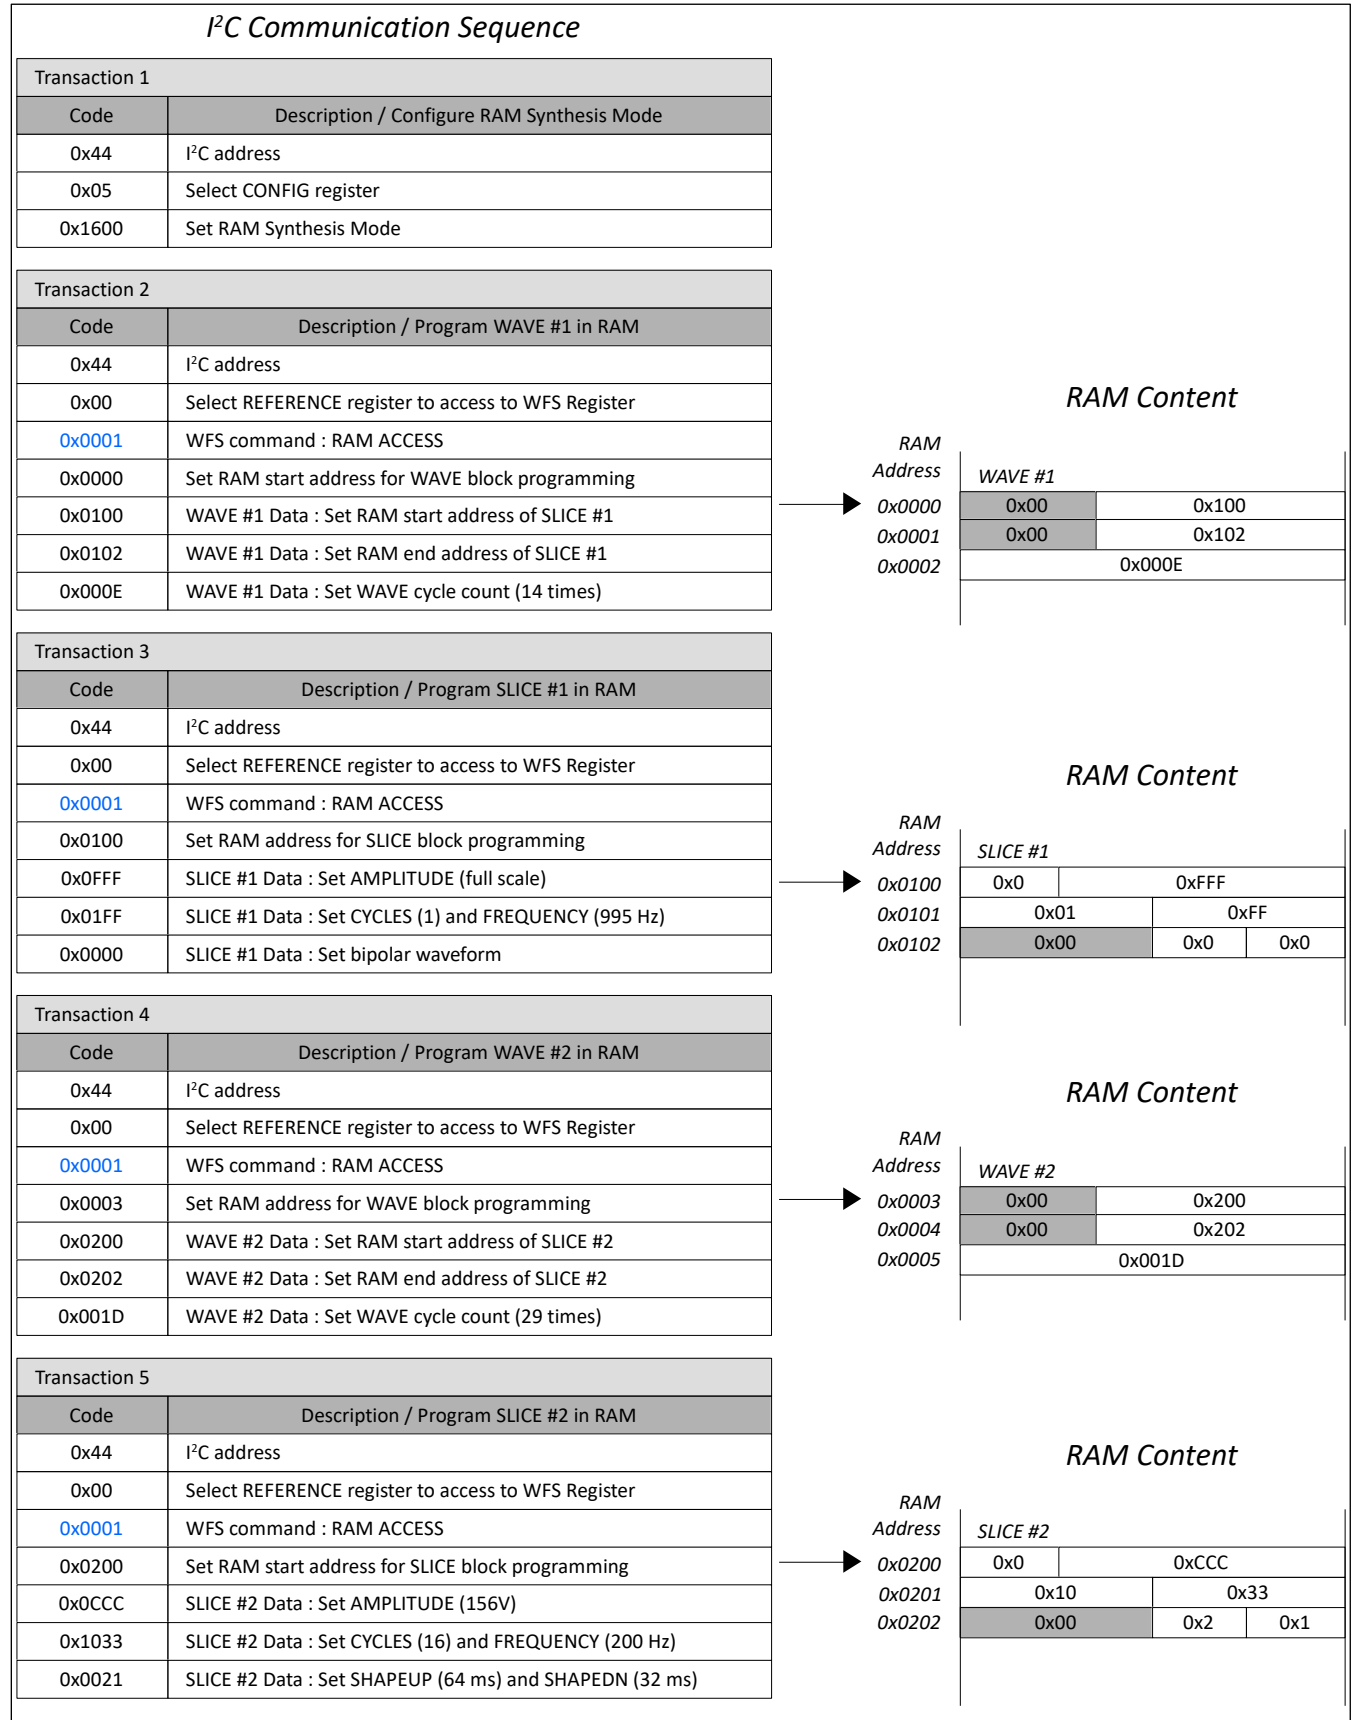 I²C Communication Sequence
Transaction 1
Code Description / Configure RAM Synthesis Mode
0x44 I²C address
0x05 Select CONFIG register
0x1600 Set RAM Synthesis Mode
Transaction 2
Code Description / Program WAVE #1 in RAM
0x44 I²C address
0x00 Select REFERENCE register to access to WFS Register
0x0001 WFS command : RAM ACCESS
0x0000 Set RAM start address for WAVE block programming
0x0100 WAVE #1 Data : Set RAM start address of SLICE #1
0x0102 WAVE #1 Data : Set RAM end address of SLICE #1
0x000E WAVE #1 Data : Set WAVE cycle count (14 times)
RAM Content
RAM
Address WAVE #1
0x0000 0x00 0x100
0x0001 0x00 0x102
0x0002 0x000E
Transaction 3
Code Description / Program SLICE #1 in RAM
0x44 I²C address
0x00 Select REFERENCE register to access to WFS Register
0x0001 WFS command : RAM ACCESS
0x0100 Set RAM address for SLICE block programming
0x0FFF SLICE #1 Data : Set AMPLITUDE (full scale)
0x01FF SLICE #1 Data : Set CYCLES (1) and FREQUENCY (995 Hz)
0x0000 SLICE #1 Data : Set bipolar waveform
RAM Content
RAM
Address SLICE #1
0x0100 0x0 0xFFF
0x0101 0x01 0xFF
0x0102 0x00 0x0 0x0
Transaction 4
Code Description / Program WAVE #2 in RAM
0x44 I²C address
0x00 Select REFERENCE register to access to WFS Register
0x0001 WFS command : RAM ACCESS
0x0003 Set RAM address for WAVE block programming
0x0200 WAVE #2 Data : Set RAM start address of SLICE #2
0x0202 WAVE #2 Data : Set RAM end address of SLICE #2
0x001D WAVE #2 Data : Set WAVE cycle count (29 times)
RAM Content
RAM
Address WAVE #2
0x0003 0x00 0x200
0x0004 0x00 0x202
0x0005 0x001D
Transaction 5
Code Description / Program SLICE #2 in RAM
0x44 I²C address
0x00 Select REFERENCE register to access to WFS Register
0x0001 WFS command : RAM ACCESS
0x0200 Set RAM start address for SLICE block programming
0x0CCC SLICE #2 Data : Set AMPLITUDE (156V)
0x1033 SLICE #2 Data : Set CYCLES (16) and FREQUENCY (200 Hz)
0x0021 SLICE #2 Data : Set SHAPEUP (64 ms) and SHAPEDN (32 ms)
RAM Content
RAM
Address SLICE #2
0x0200 0x0 0xCCC
0x0201 0x10 0x33
0x0202 0x00 0x2 0x1